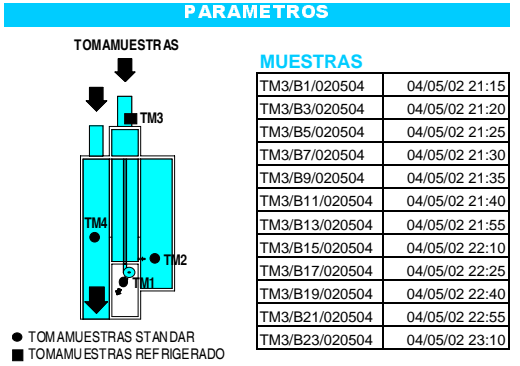 PARAMETROS
TOMAMUESTRAS
TM3
TM4
TM2
TM1
TOMAMUESTRAS STANDAR
TOMAMUESTRAS REFRIGERADO
MUESTRAS
TM3/B1/020504 04/05/02 21:15
TM3/B3/020504 04/05/02 21:20
TM3/B5/020504 04/05/02 21:25
TM3/B7/020504 04/05/02 21:30
TM3/B9/020504 04/05/02 21:35
TM3/B11/020504 04/05/02 21:40
TM3/B13/020504 04/05/02 21:55
TM3/B15/020504 04/05/02 22:10
TM3/B17/020504 04/05/02 22:25
TM3/B19/020504 04/05/02 22:40
TM3/B21/020504 04/05/02 22:55
TM3/B23/020504 04/05/02 23:10